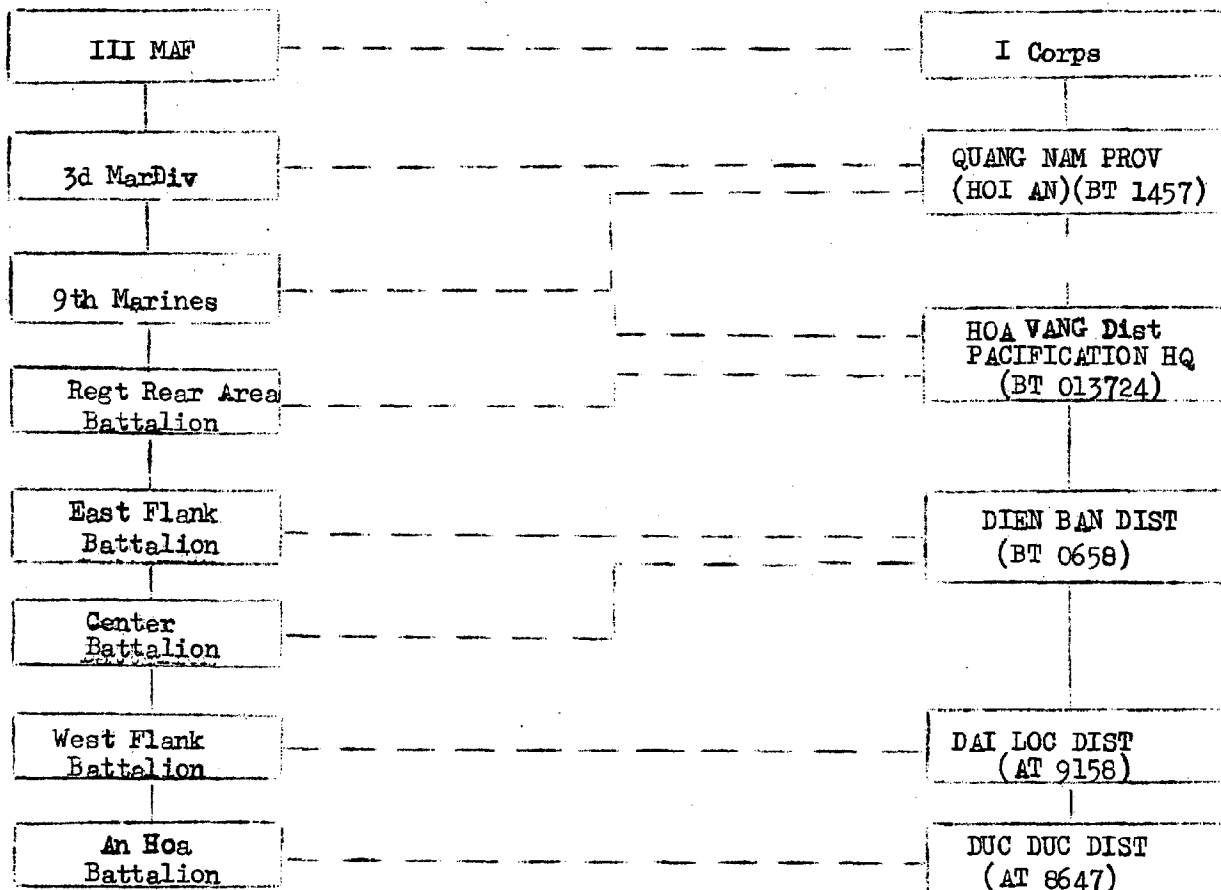 III MAF
I Corps
3d MarDiv
QUANG NAM PROV
(HOI AN)(BT 1457)
9th Marines
HOA VANG Dist
PACIFICATION HQ
(BT 013724)
Regt Rear Area
Battalion
East Flank
Battalion
DIEN BAN DIST
(BT 0658)
Center
Battalion
West Flank
Battalion
DAI LOC DIST
(AT 9158)
An Hoa
Battalion
DUC DUC DIST
(AT 8647)